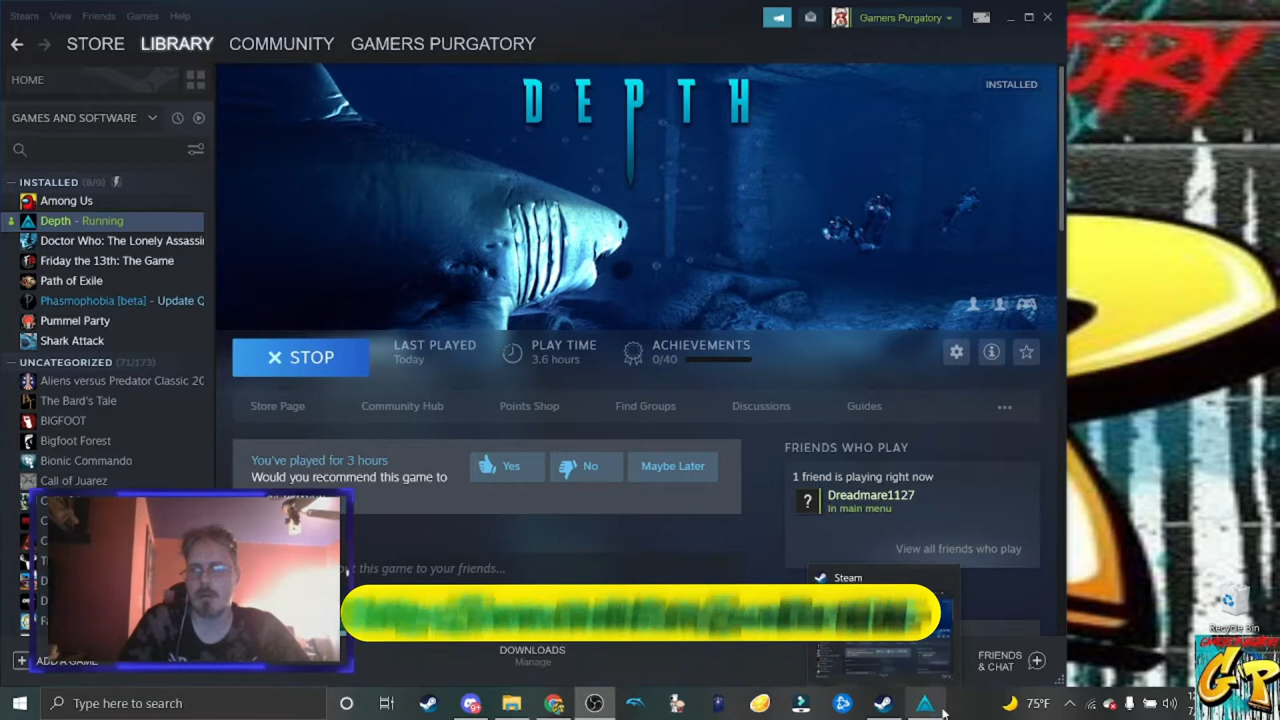 Steam View Friends Games Help
Gamers Purgatory
STORE LIBRARY COMMUNITY GAMERS PURGATORY
HOME
GAMES AND SOFTWARE
INSTALLED (8/9)
Among Us
Depth - Running
Doctor Who: The Lonely Assassi
Friday the 13th: The Game
Path of Exile
Phasmophobia [beta] - Update Q
Pummel Party
Shark Attack
UNCATEGORIZED (71/173)
Aliens versus Predator Classic 20
The Bard's Tale
BIGFOOT
Bigfoot Forest
Bionic Commando
Call of Juarez
DEPTH
INSTALLED
STOP
LAST PLAYED
Today
PLAY TIME
3.6 hours
ACHIEVEMENTS
0/40
Store Page Community Hub Points Shop Find Groups Discussions Guides
You've played for 3 hours
Would you recommend this game to
Yes No Maybe Later
FRIENDS WHO PLAY
1 friend is playing right now
? Dreadmare1127
In main menu
View all friends who play
this game to your friends...
Steam
DOWNLOADS
Manage
FRIENDS
& CHAT
Recycle Bin
GP
Type here to search
75°F